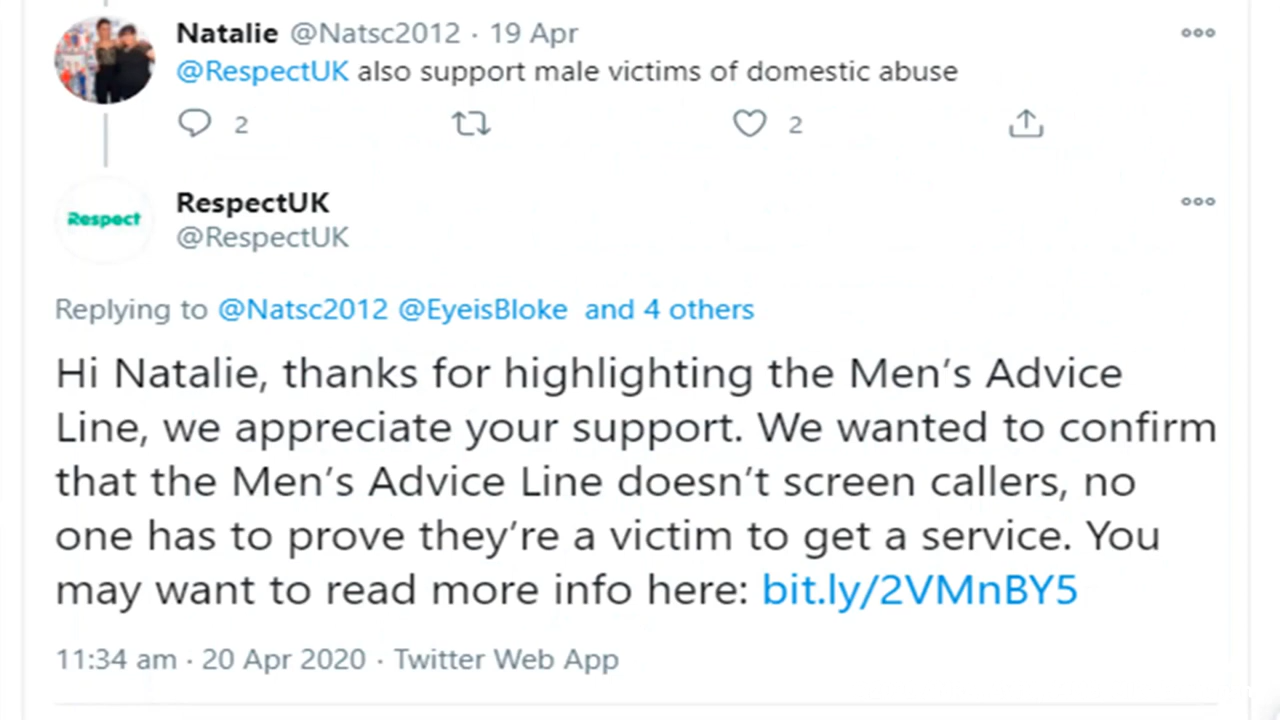 Natalie @Natsc2012 · 19 Apr
@RespectUK also support male victims of domestic abuse
2 2
Respect
RespectUK
@RespectUK
Replying to @Natsc2012 @EyeisBloke and 4 others
Hi Natalie, thanks for highlighting the Men’s Advice
Line, we appreciate your support. We wanted to confirm
that the Men’s Advice Line doesn’t screen callers, no
one has to prove they’re a victim to get a service. You
may want to read more info here: bit.ly/2VMnBY5
11:34 am · 20 Apr 2020 · Twitter Web App